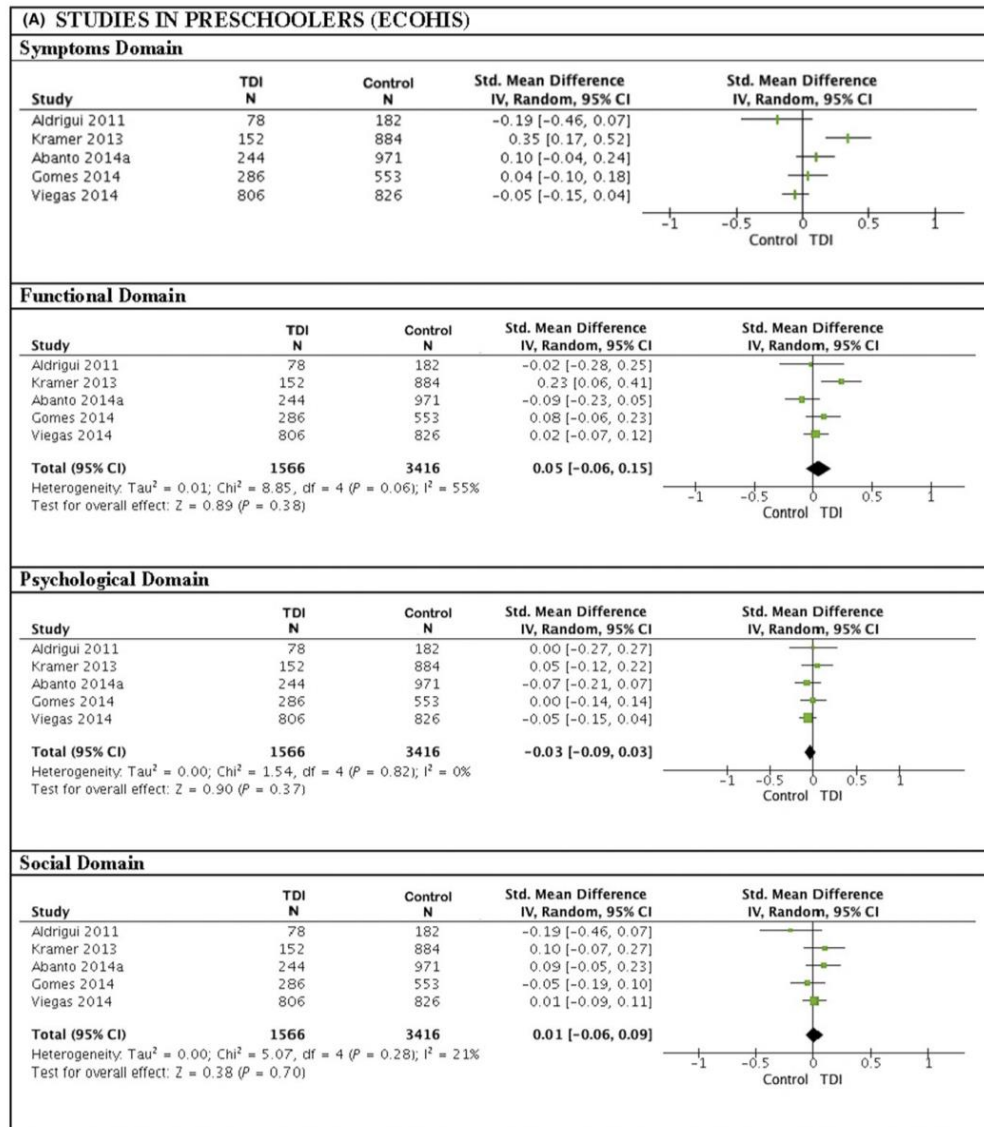 (A) STUDIES IN PRESCHOOLERS (ECOHIS)
Symptoms Domain
TDI Control Std. Mean Difference Std. Mean Difference
Study N N IV, Random, 95% CI IV, Random, 95% CI
Aldrigui 2011 78 182 -0.19 [-0.46, 0.07]
Kramer 2013 152 884 0.35 [0.17, 0.52]
Abanto 2014a 244 971 0.10 [-0.04, 0.24]
Gomes 2014 286 553 0.04 [-0.10, 0.18]
Viegas 2014 806 826 -0.05 [-0.15, 0.04]
-1 -0.5 0 0.5 1
Control TDI
Functional Domain
TDI Control Std. Mean Difference Std. Mean Difference
Study N N IV, Random, 95% CI IV, Random, 95% CI
Aldrigui 2011 78 182 -0.02 [-0.28, 0.25]
Kramer 2013 152 884 0.23 [0.06, 0.41]
Abanto 2014a 244 971 -0.09 [-0.23, 0.05]
Gomes 2014 286 553 0.08 [-0.06, 0.23]
Viegas 2014 806 826 0.02 [-0.07, 0.12]
Total (95% CI) 1566 3416 0.05 [-0.06, 0.15]
Heterogeneity: Tau² = 0.01; Chi² = 8.85, df = 4 (P = 0.06); I² = 55%
Test for overall effect: Z = 0.89 (P = 0.38)
-1 -0.5 0 0.5 1
Control TDI
Psychological Domain
TDI Control Std. Mean Difference Std. Mean Difference
Study N N IV, Random, 95% CI IV, Random, 95% CI
Aldrigui 2011 78 182 0.00 [-0.27, 0.27]
Kramer 2013 152 884 0.05 [-0.12, 0.22]
Abanto 2014a 244 971 -0.07 [-0.21, 0.07]
Gomes 2014 286 553 0.00 [-0.14, 0.14]
Viegas 2014 806 826 -0.05 [-0.15, 0.04]
Total (95% CI) 1566 3416 -0.03 [-0.09, 0.03]
Heterogeneity: Tau² = 0.00; Chi² = 1.54, df = 4 (P = 0.82); I² = 0%
Test for overall effect: Z = 0.90 (P = 0.37)
-1 -0.5 0 0.5 1
Control TDI
Social Domain
TDI Control Std. Mean Difference Std. Mean Difference
Study N N IV, Random, 95% CI IV, Random, 95% CI
Aldrigui 2011 78 182 -0.19 [-0.46, 0.07]
Kramer 2013 152 884 0.10 [-0.07, 0.27]
Abanto 2014a 244 971 0.09 [-0.05, 0.23]
Gomes 2014 286 553 -0.05 [-0.19, 0.10]
Viegas 2014 806 826 0.01 [-0.09, 0.11]
Total (95% CI) 1566 3416 0.01 [-0.06, 0.09]
Heterogeneity: Tau² = 0.00; Chi² = 5.07, df = 4 (P = 0.28); I² = 21%
Test for overall effect: Z = 0.38 (P = 0.70)
-1 -0.5 0 0.5 1
Control TDI